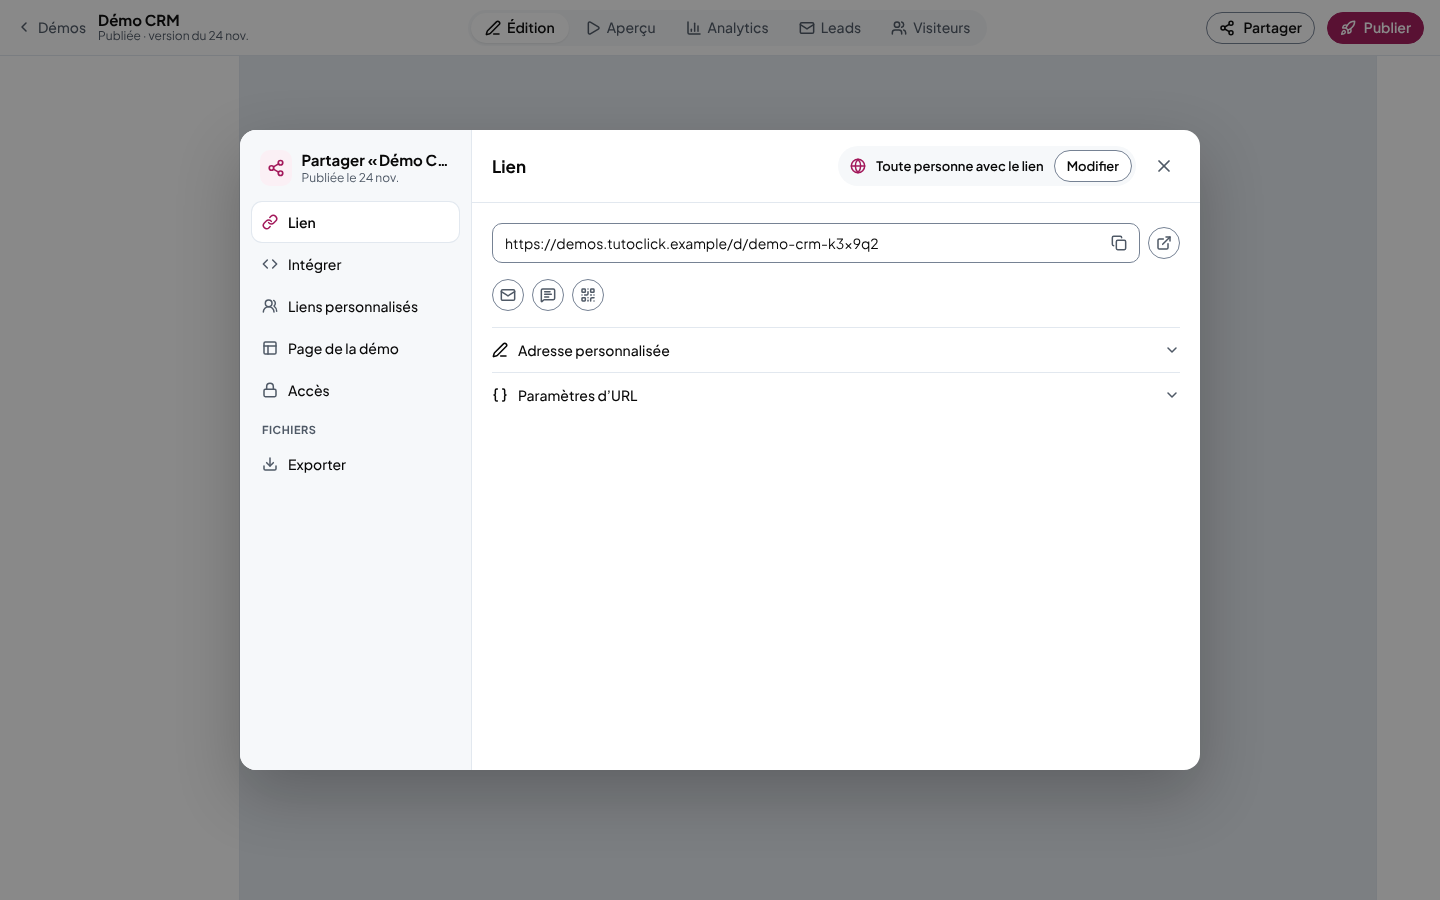 Démos
Démo CRM
Publiée · version du 24 nov.
Édition
Aperçu
Analytics
Leads
Visiteurs
Partager
Publier
Partager « Démo C…
Publiée le 24 nov.
Lien
Intégrer
Liens personnalisés
Page de la démo
Accès
FICHIERS
Exporter
Lien
Toute personne avec le lien
Modifier
https://demos.tutoclick.example/d/demo-crm-k3x9q2
Adresse personnalisée
Paramètres d’URL